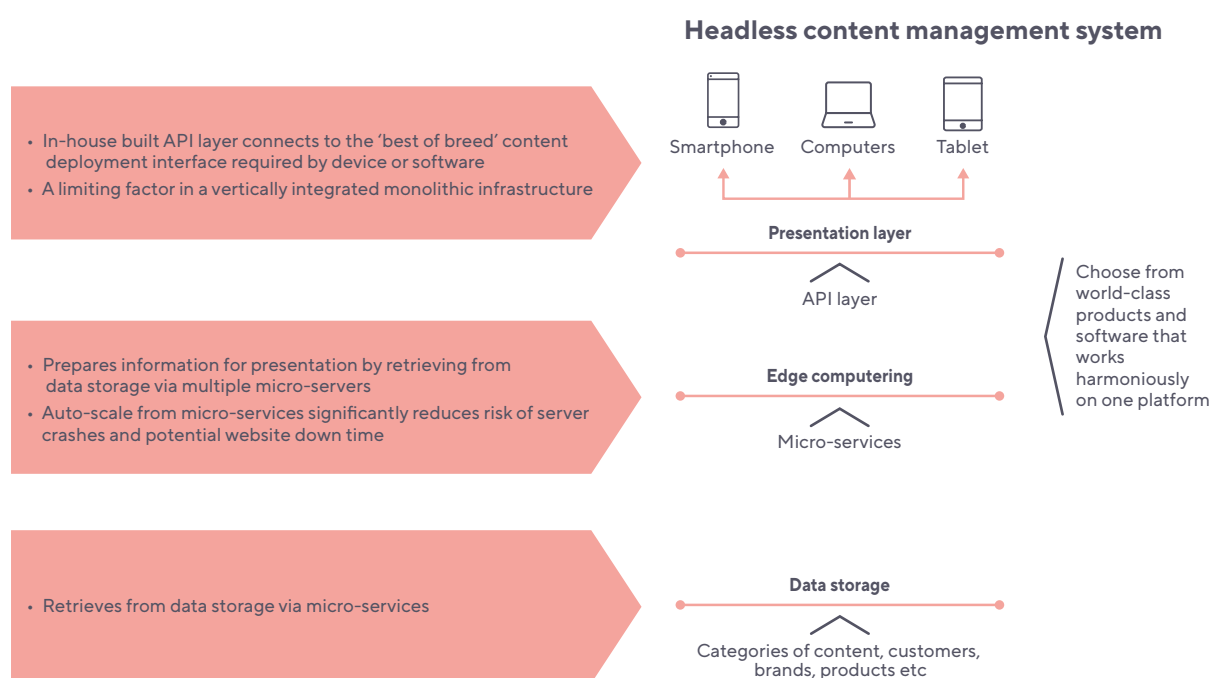 Headless content management system
Smartphone
Computers
Tablet
• In-house built API layer connects to the ‘best of breed’ content
deployment interface required by device or software
• A limiting factor in a vertically integrated monolithic infrastructure
Presentation layer
API layer
Choose from
world-class
products and
software that
works
harmoniously
on one platform
• Prepares information for presentation by retrieving from
data storage via multiple micro-servers
• Auto-scale from micro-services significantly reduces risk of server
crashes and potential website down time
Edge computering
Micro-services
• Retrieves from data storage via micro-services
Data storage
Categories of content, customers,
brands, products etc